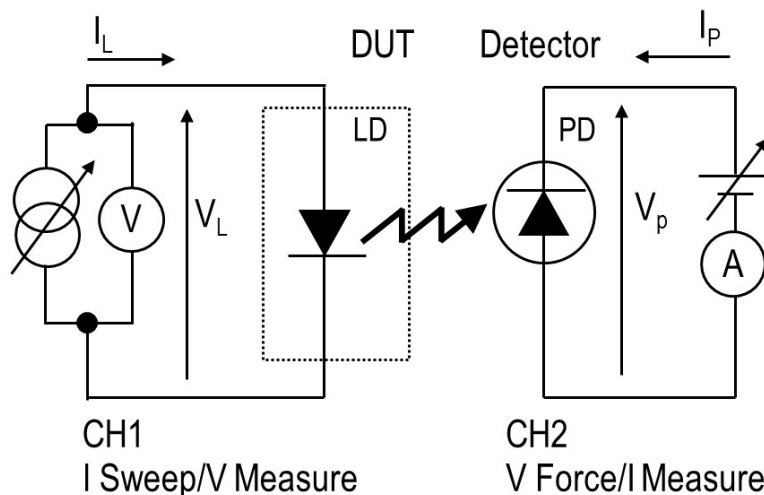 I_L
DUT
Detector
I_P
LD
PD
V
V_L
V_p
A
CH1
I Sweep/V Measure
CH2
V Force/I Measure